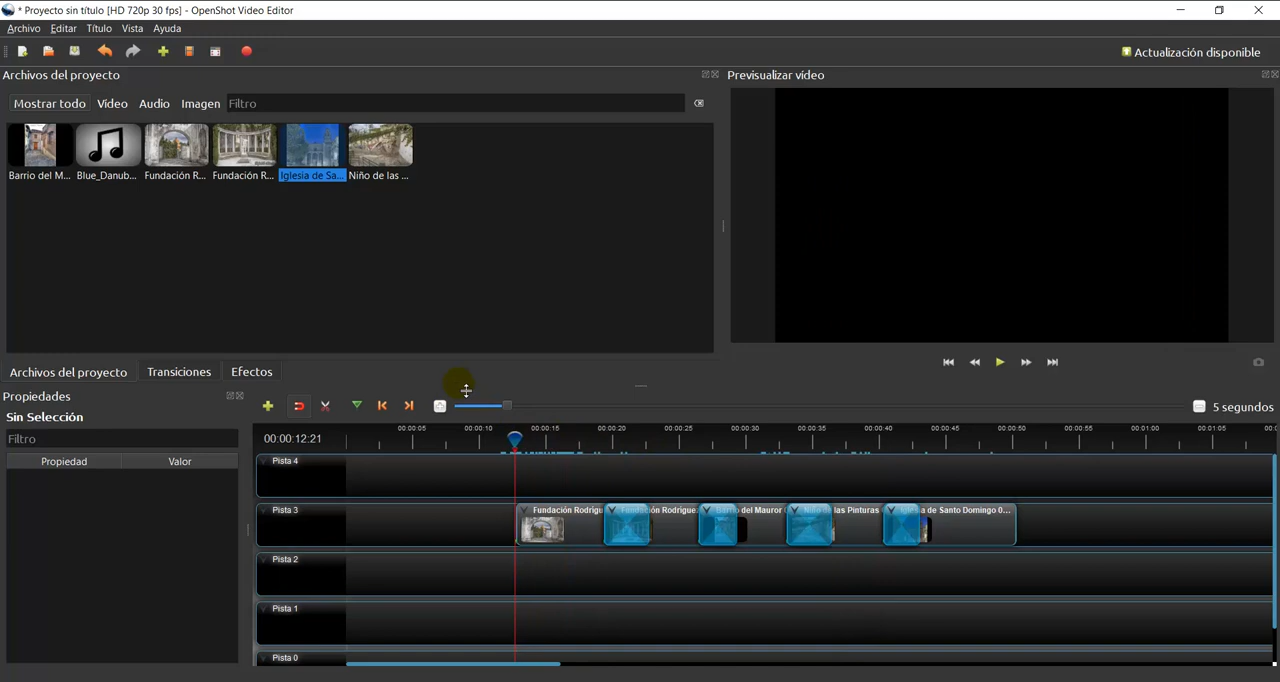 * Proyecto sin título [HD 720p 30 fps] - OpenShot Video Editor
Archivo Editar Título Vista Ayuda
Actualización disponible
Archivos del proyecto
Previsualizar vídeo
Mostrar todo Vídeo Audio Imagen Filtro
Barrio del M... Blue_Danub... Fundación R... Fundación R... Iglesia de Sa... Niño de las ...
Archivos del proyecto Transiciones Efectos
Propiedades
Sin Selección
5 segundos
Filtro
Propiedad Valor
00:00:12:21
00:00:05 00:00:10 00:00:15 00:00:20 00:00:25 00:00:30 00:00:35 00:00:40 00:00:45 00:00:50 00:00:55 00:01:00 00:01:05
Pista 4
Pista 3
Fundación Rodrígu Fundación Rodrígue. Barrio del Mauror Niño de las Pinturas Iglesia de Santo Domingo 0...
Pista 2
Pista 1
Pista 0